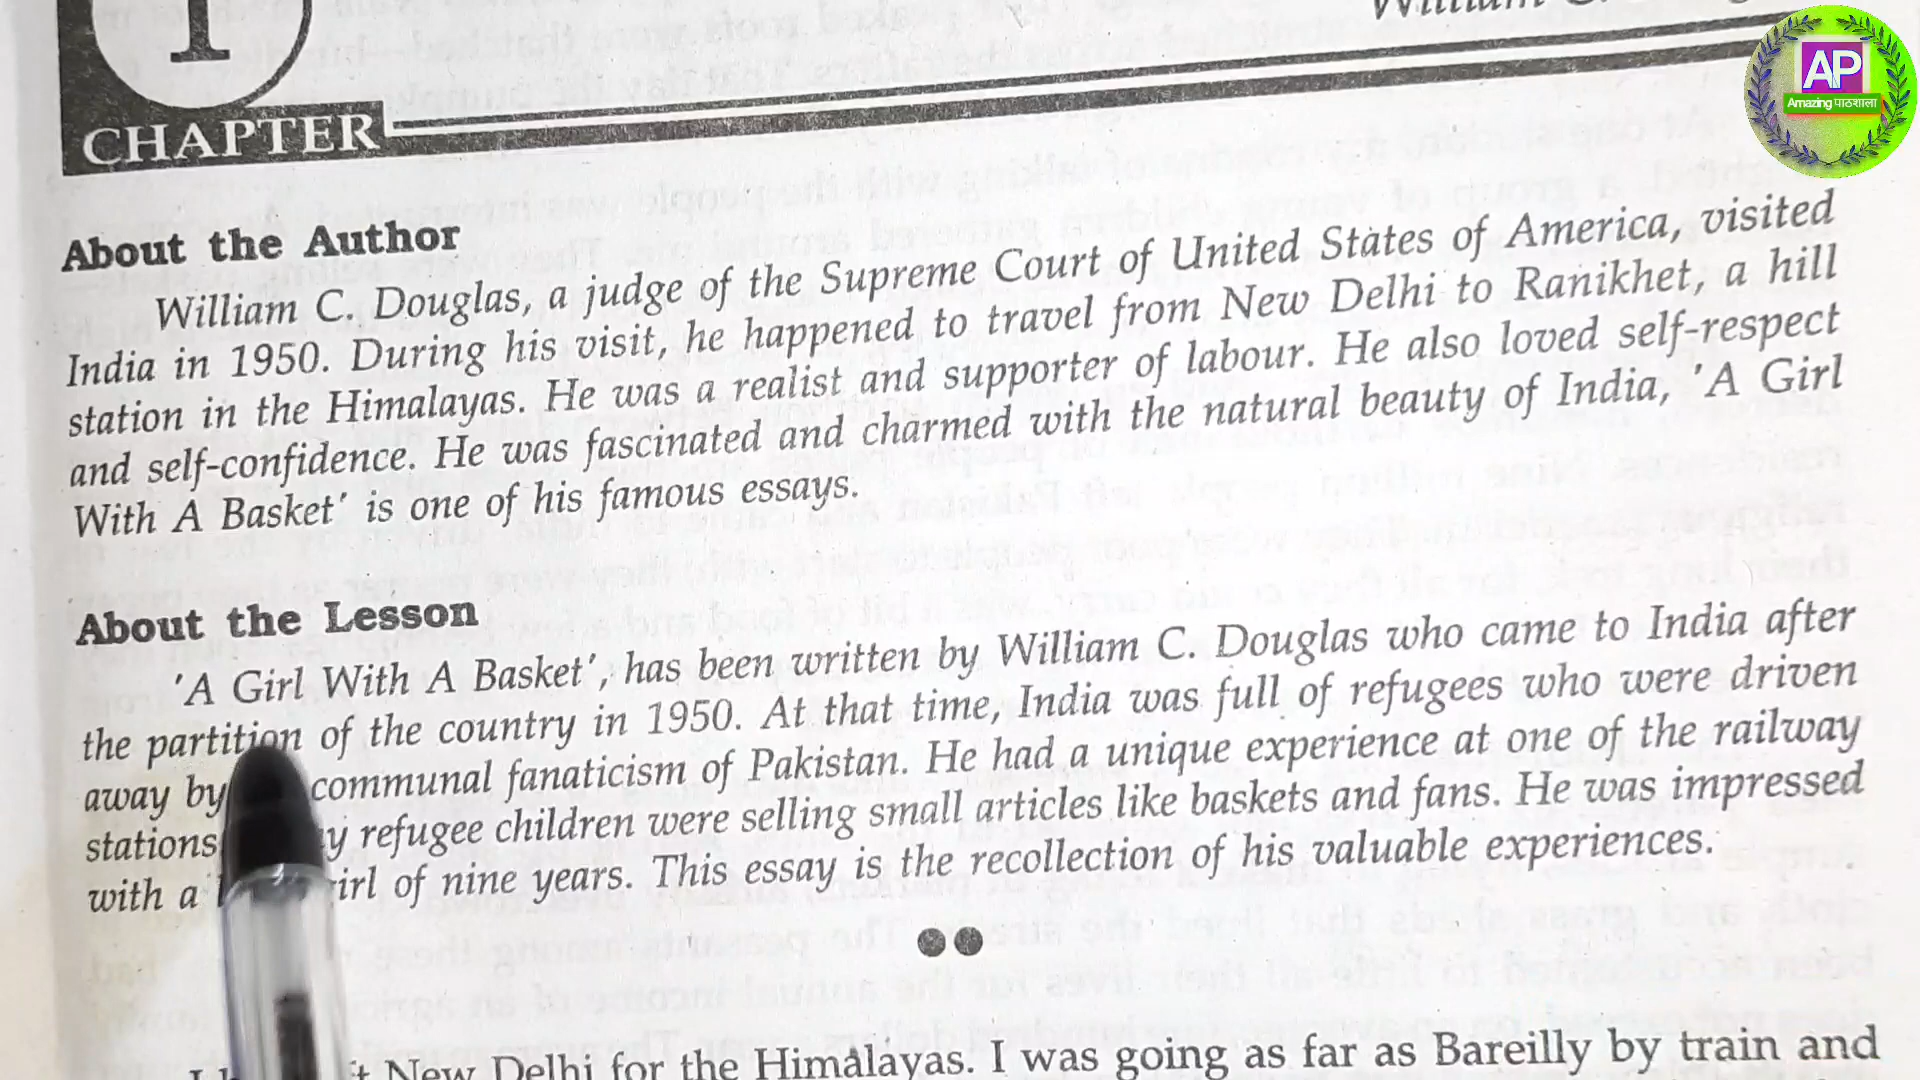 1
CHAPTER
AP
Amazing पाठशाला
About the Author
William C. Douglas, a judge of the Supreme Court of United States of America, visited
India in 1950. During his visit, he happened to travel from New Delhi to Ranikhet, a hill
station in the Himalayas. He was a realist and supporter of labour. He also loved self-respect
and self-confidence. He was fascinated and charmed with the natural beauty of India, 'A Girl
With A Basket' is one of his famous essays.
About the Lesson
'A Girl With A Basket', has been written by William C. Douglas who came to India after
the partition of the country in 1950. At that time, India was full of refugees who were driven
away by communal fanaticism of Pakistan. He had a unique experience at one of the railway
stations refugee children were selling small articles like baskets and fans. He was impressed
with a of nine years. This essay is the recollection of his valuable experiences.
New Delhi for the Himalayas. I was going as far as Bareilly by train and